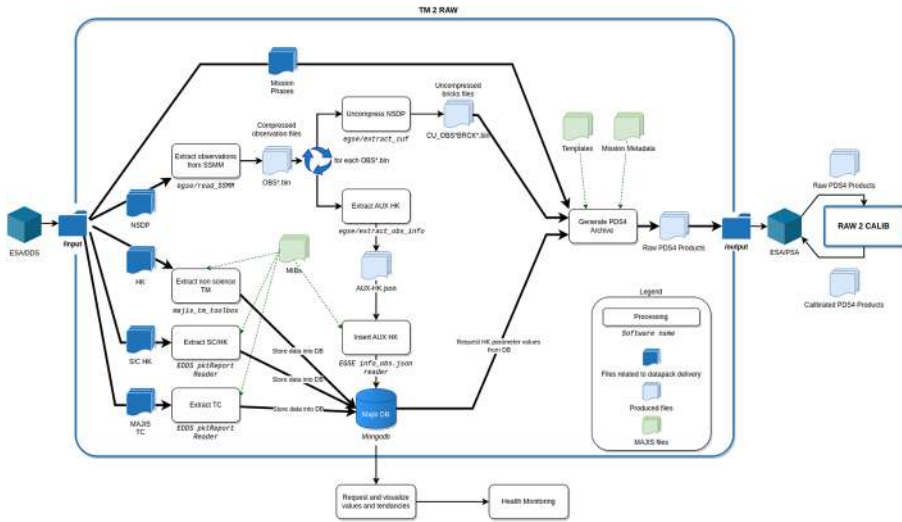 TM 2 RAW
Mission
Phases
Uncompressed
bricks files
Compressed
observation files
Uncompress NSDP
egse/extract_cuf
CU_OBS*BRCK*.bin
Extract observations
from SSMM
egse/read_SSMM
OBS*.bin
for each OBS*.bin
Templates
Mission Metadata
Extract AUX HK
egse/extract_obs_info
NSDP
ESA/DDS
/input
MIBs
AUX-HK.json
Generate PDS4
Archive
Raw PDS4 Products
/output
ESA/PSA
Raw PDS4 Products
RAW 2 CALIB
Calibrated PDS4 Products
HK
Extract non science
TM
majis_tm_toolbox
Insert AUX HK
EGSE info_obs.json
reader
Request HK parameter values
from DB
S/C HK
Extract SC/HK
EDDS pktReport
Reader
Store data into DB
Store data into DB
Store data into DB
MAJIS
TC
Extract TC
EDDS pktReport
Reader
Majis DB
Mongodb
Legend
Processing
Software name
Files related to datapack delivery
Produced files
MAJIS files
Request and visualize
values and tendancies
Health Monitoring